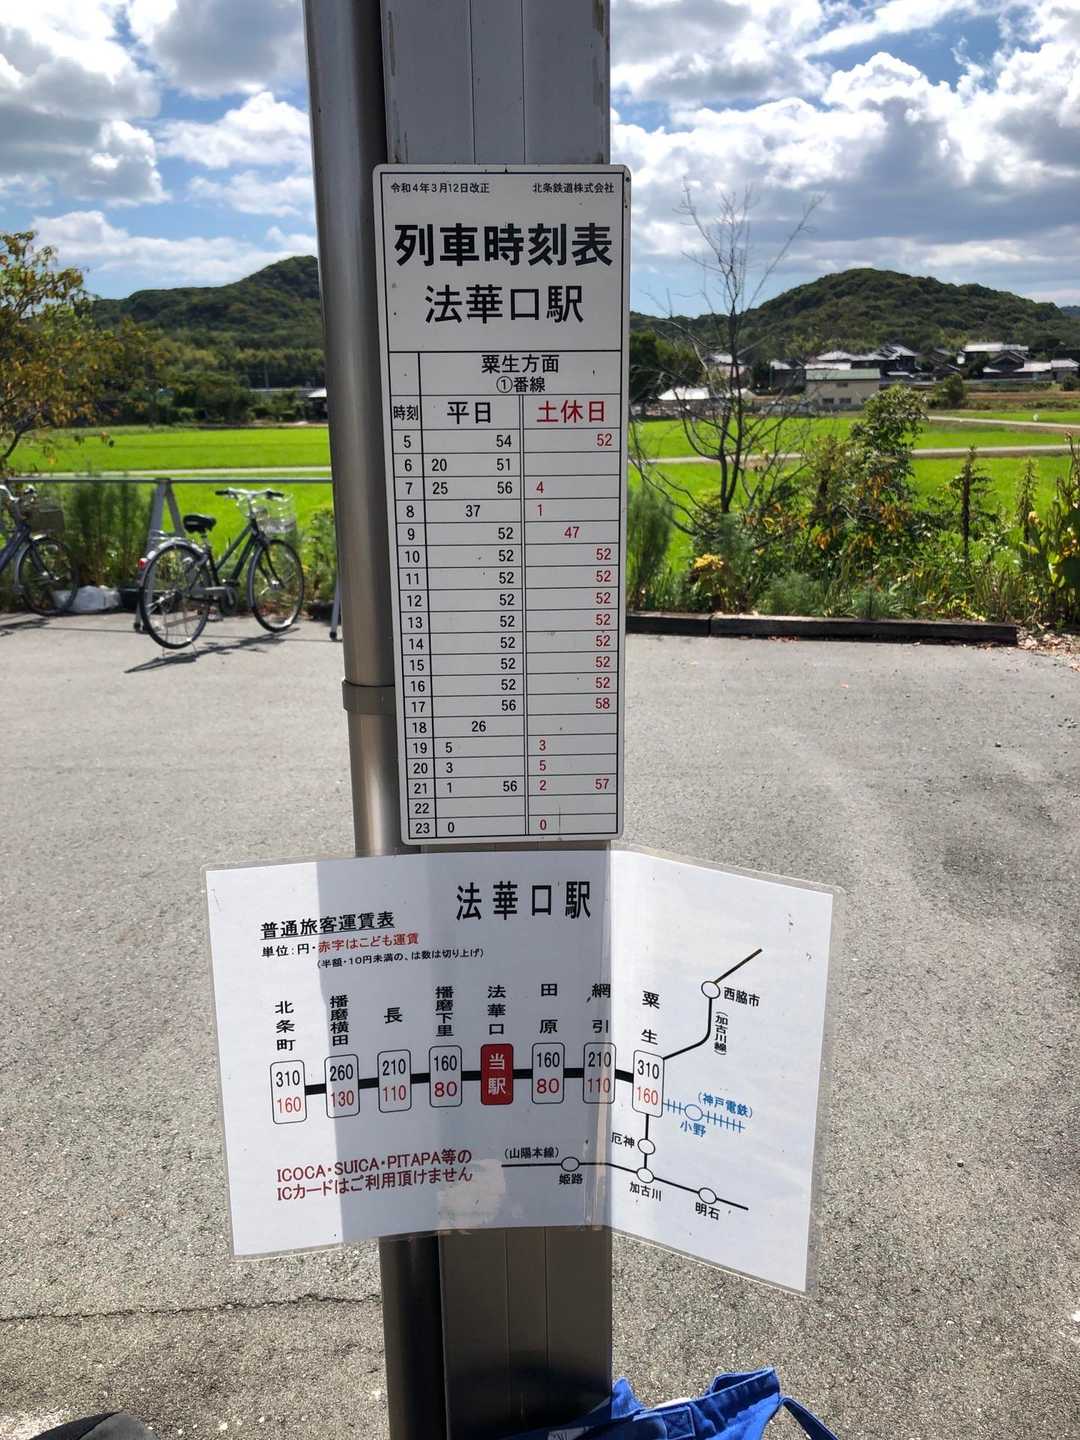 令和4年3月12日改正 北条鉄道株式会社
列車時刻表
法華口駅
粟生方面
①番線
時刻 平日 土休日
5 54 52
6 20 51
7 25 56 4
8 37 1
9 52 47
10 52 52
11 52 52
12 52 52
13 52 52
14 52 52
15 52 52
16 52 52
17 56 58
18 26
19 5 3
20 3 5
21 1 56 2 57
22
23 0 0
法華口駅
普通旅客運賃表
単位:円・赤字はこども運賃
(半額・10円未満の、は数は切り上げ)
北条町 播磨横田 長 播磨下里 法華口 田原 網引 粟生
310 260 210 160 当駅 160 210 310
160 130 110 80 80 110 160
西脇市
(加古川線)
(神戸電鉄)
小野
厄神
(山陽本線)
姫路
加古川
明石
ICOCA・SUICA・PITAPA等の
ICカードはご利用頂けません